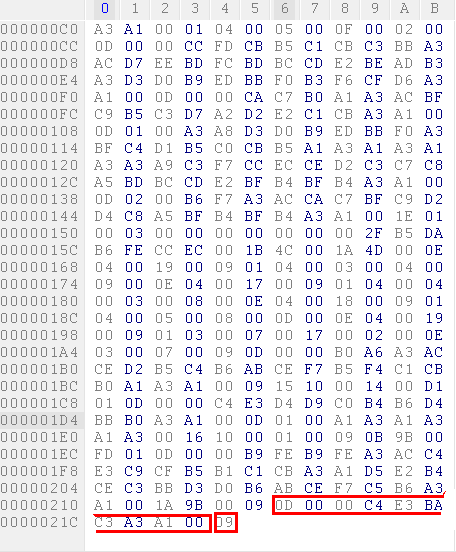 0 1 2 3 4 5 6 7 8 9 A B
000000C0 A3 A1 00 01 04 00 05 00 0F 00 02 00
000000CC 0D 00 00 CC FD CB B5 C1 CB C3 BB A3
000000D8 AC D7 EE BD FC BD BC CD E2 BE AD B3
000000E4 A3 D3 D0 B9 ED BB F0 B3 F6 CF D6 A3
000000F0 A1 00 0D 00 00 CA C7 B0 A1 A3 AC BF
000000FC C9 B5 C3 D7 A2 D2 E2 C1 CB A3 A1 00
00000108 0D 01 00 A3 A8 D3 D0 B9 ED BB F0 A3
00000114 BF C4 D1 B5 C0 CB B5 A1 A3 A1 A3 A1
00000120 A3 A3 A9 C3 F7 CC EC CE D2 C3 C7 C8
0000012C A5 BD BC CD E2 BF B4 BF B4 A3 A1 00
00000138 0D 02 00 B6 F7 A3 AC CA C7 BF C9 D2
00000144 D4 C8 A5 BF B4 BF B4 A3 A1 00 1E 01
00000150 00 03 00 00 00 00 00 00 00 2F B5 DA
0000015C B6 FE CC EC 00 1B 4C 00 1A 4D 00 0E
00000168 04 00 19 00 09 01 04 00 03 00 04 00
00000174 09 00 0E 04 00 17 00 09 01 04 00 04
00000180 00 03 00 08 00 0E 04 00 18 00 09 01
0000018C 04 00 05 00 08 00 0D 00 0E 04 00 19
00000198 00 09 01 03 00 07 00 17 00 02 00 0E
000001A4 03 00 07 00 09 0D 00 00 B0 A6 A3 AC
000001B0 CE D2 B5 C4 B6 AB CE F7 B5 F4 C1 CB
000001BC B0 A1 A3 A1 00 09 15 10 00 14 00 D1
000001C8 01 0D 00 00 C4 E3 D4 D9 C0 B4 B6 D4
000001D4 BB B0 A3 A1 00 0D 01 00 A1 A3 A1 A3
000001E0 A1 A3 00 16 10 00 01 00 09 0B 9B 00
000001EC FD 01 0D 00 00 B9 FE B9 FE A3 AC C4
000001F8 E3 C9 CF B5 B1 C1 CB A3 A1 D5 E2 B4
00000204 CE C3 BB D3 D0 B6 AB CE F7 C5 B6 A3
00000210 A1 00 1A 9B 00 09 0D 00 00 C4 E3 BA
0000021C C3 A3 A1 00 09